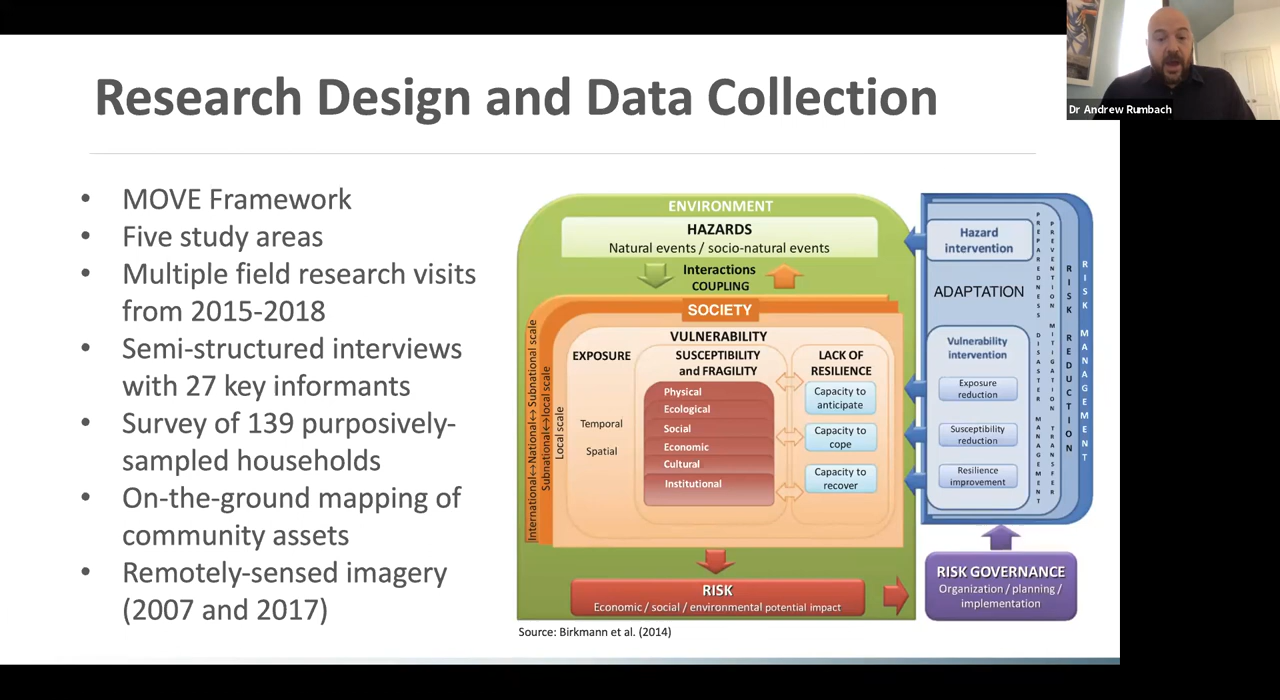 Research Design and Data Collection
Dr Andrew Rumbach
• MOVE Framework
• Five study areas
• Multiple field research visits
from 2015-2018
• Semi-structured interviews
with 27 key informants
• Survey of 139 purposively-
sampled households
• On-the-ground mapping of
community assets
• Remotely-sensed imagery
(2007 and 2017)
ENVIRONMENT
HAZARDS
Natural events / socio-natural events
Interactions
COUPLING
SOCIETY
International↔National↔Subnational scale
Subnational↔local scale
Local scale
VULNERABILITY
EXPOSURE
Temporal
Spatial
SUSCEPTIBILITY
and FRAGILITY
Physical
Ecological
Social
Economic
Cultural
Institutional
LACK OF
RESILIENCE
Capacity to
anticipate
Capacity to
cope
Capacity to
recover
RISK
Economic / social / environmental potential impact
Hazard
intervention
ADAPTATION
Vulnerability
intervention
Exposure
reduction
Susceptibility
reduction
Resilience
improvement
PREPAREDNESS DISASTER MANAGEMENT
PREVENTION MITIGATION TRANSFER
RISK REDUCTION
RISK MANAGEMENT
RISK GOVERNANCE
Organization / planning /
implementation
Source: Birkmann et al. (2014)